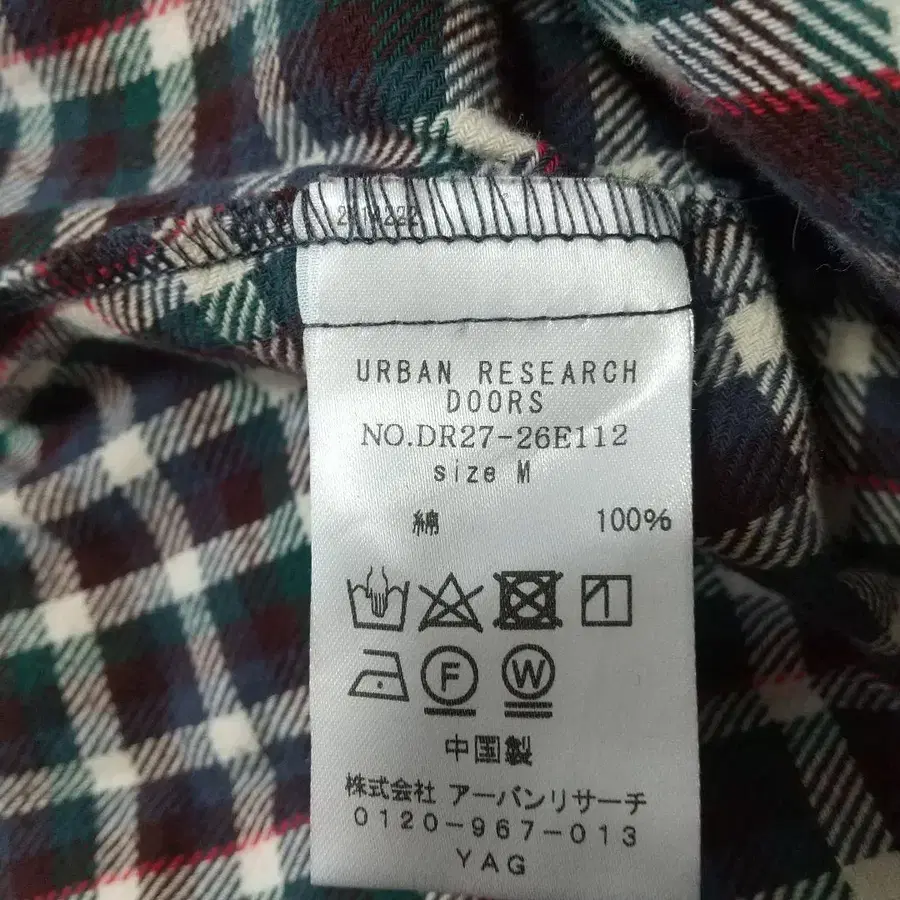 URBAN RESEARCH
DOORS
NO.DR27-26E112
size M
綿 100%
F W
中国製
株式会社 アーバンリサーチ
0120-967-013
YAG